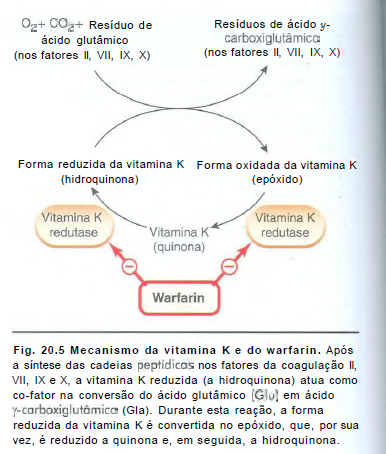 O₂+ CO₂+ Resíduo de
ácido glutâmico
(nos fatores II, VII, IX, X)
Resíduos de ácido γ-
carboxiglutâmico
(nos fatores II, VII, IX, X)
Forma reduzida da vitamina K
(hidroquinona)
Forma oxidada da vitamina K
(epóxido)
Vitamina K
redutase
Vitamina K
(quinona)
Vitamina K
redutase
Warfarin
Fig. 20.5 Mecanismo da vitamina K e do warfarin. Após
a síntese das cadeias peptídicas nos fatores da coagulação II,
VII, IX e X, a vitamina K reduzida (a hidroquinona) atua como
co-fator na conversão do ácido glutâmico (Glu) em ácido
γ-carboxiglutâmico (Gla). Durante esta reação, a forma
reduzida da vitamina K é convertida no epóxido, que, por sua
vez, é reduzido a quinona e, em seguida, a hidroquinona.